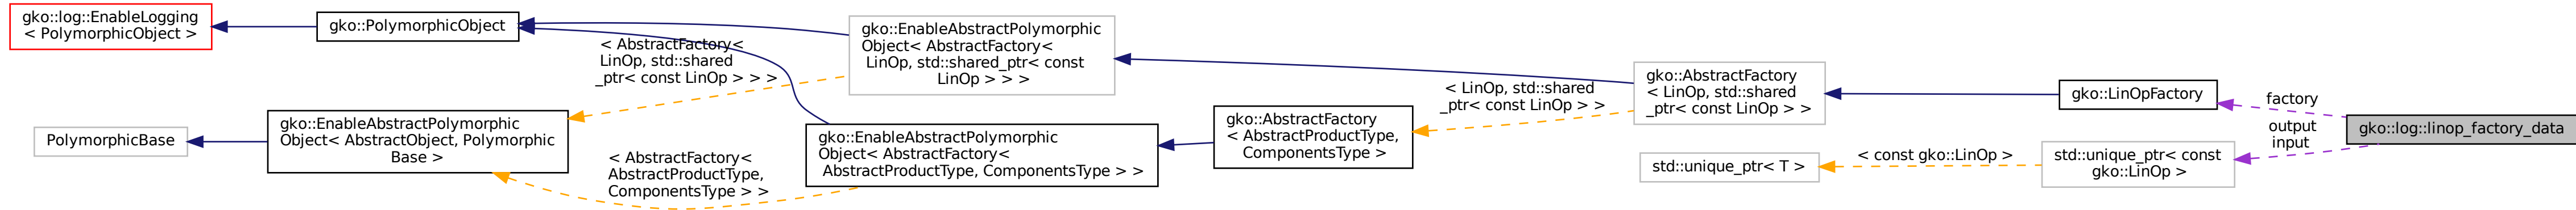 gko::log::EnableLogging
< PolymorphicObject >
gko::PolymorphicObject
< AbstractFactory<
LinOp, std::shared
_ptr< const LinOp > > >
gko::EnableAbstractPolymorphic
Object< AbstractFactory<
LinOp, std::shared_ptr< const
LinOp > > >
gko::AbstractFactory
< LinOp, std::shared
_ptr< const LinOp > >
< LinOp, std::shared
_ptr< const LinOp > >
gko::LinOpFactory
factory
gko::log::linop_factory_data
output
input
PolymorphicBase
gko::EnableAbstractPolymorphic
Object< AbstractObject, Polymorphic
Base >
< AbstractFactory<
AbstractProductType,
ComponentsType > >
gko::EnableAbstractPolymorphic
Object< AbstractFactory<
AbstractProductType, ComponentsType > >
gko::AbstractFactory
< AbstractProductType,
ComponentsType >
std::unique_ptr< T >
< const gko::LinOp >
std::unique_ptr< const
gko::LinOp >